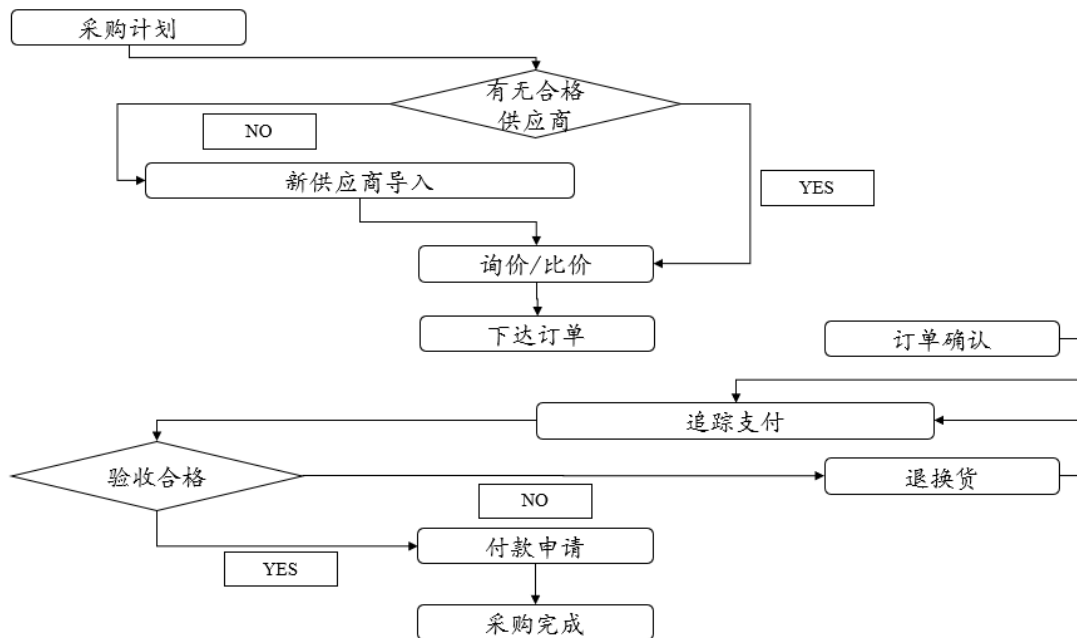 采购计划
有无合格
供应商
NO
新供应商导入
YES
询价/比价
下达订单
订单确认
追踪支付
验收合格
退换货
NO
付款申请
YES
采购完成